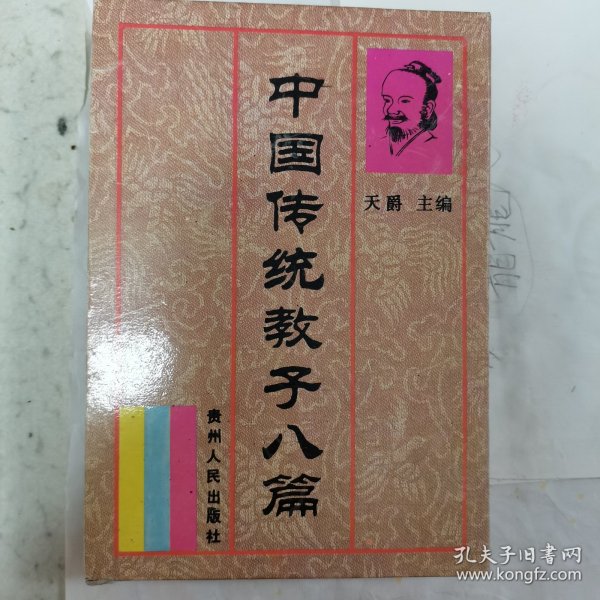 中国传统教子八篇
天爵 主编
贵州人民出版社
孔夫子旧书网
www.kongfz.com